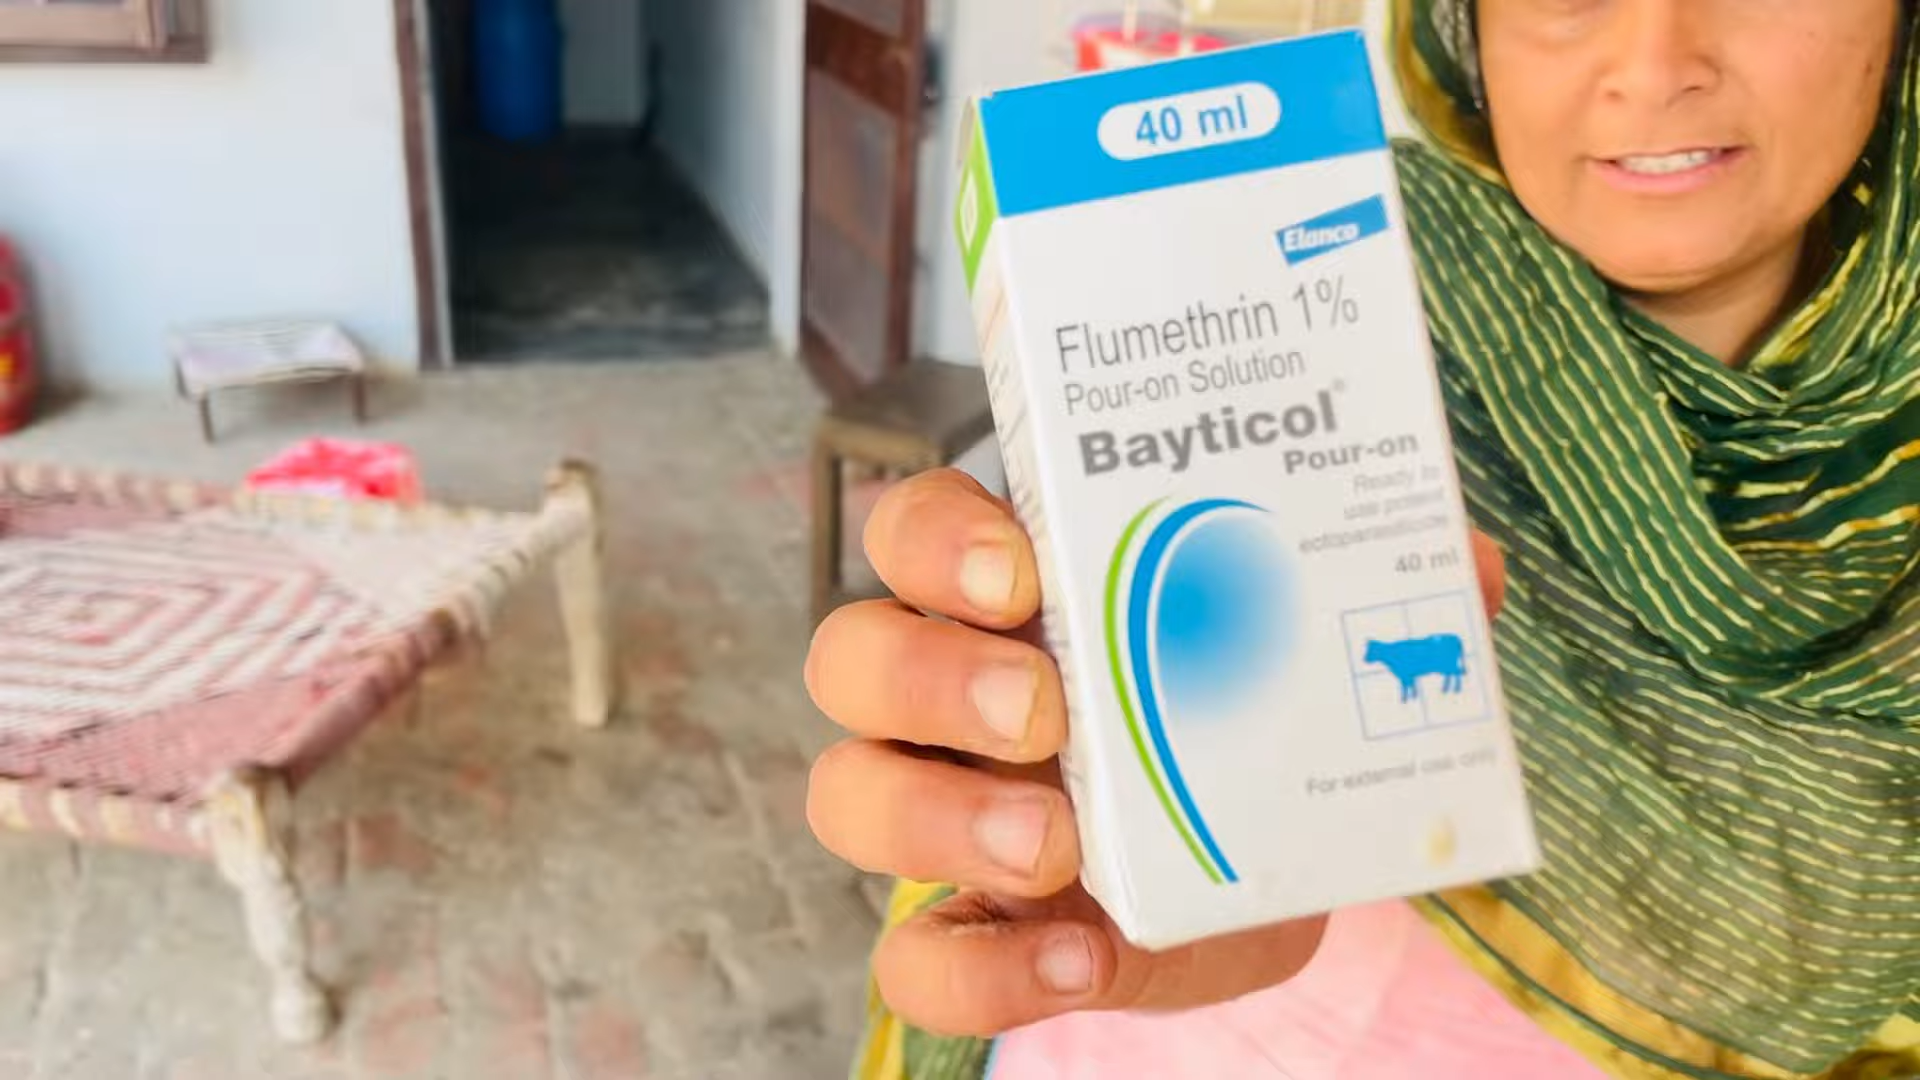 40 ml
Elanco
Flumethrin 1%
Pour-on Solution
Bayticol®
Pour-on
Ready to
use potent
ectoparasiticide
40 ml
For external use only